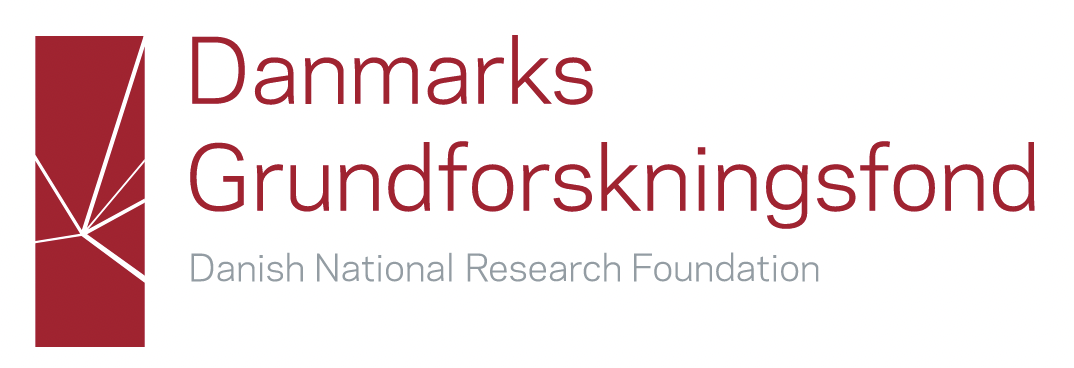 Danmarks
Grundforskningsfond
Danish National Research Foundation